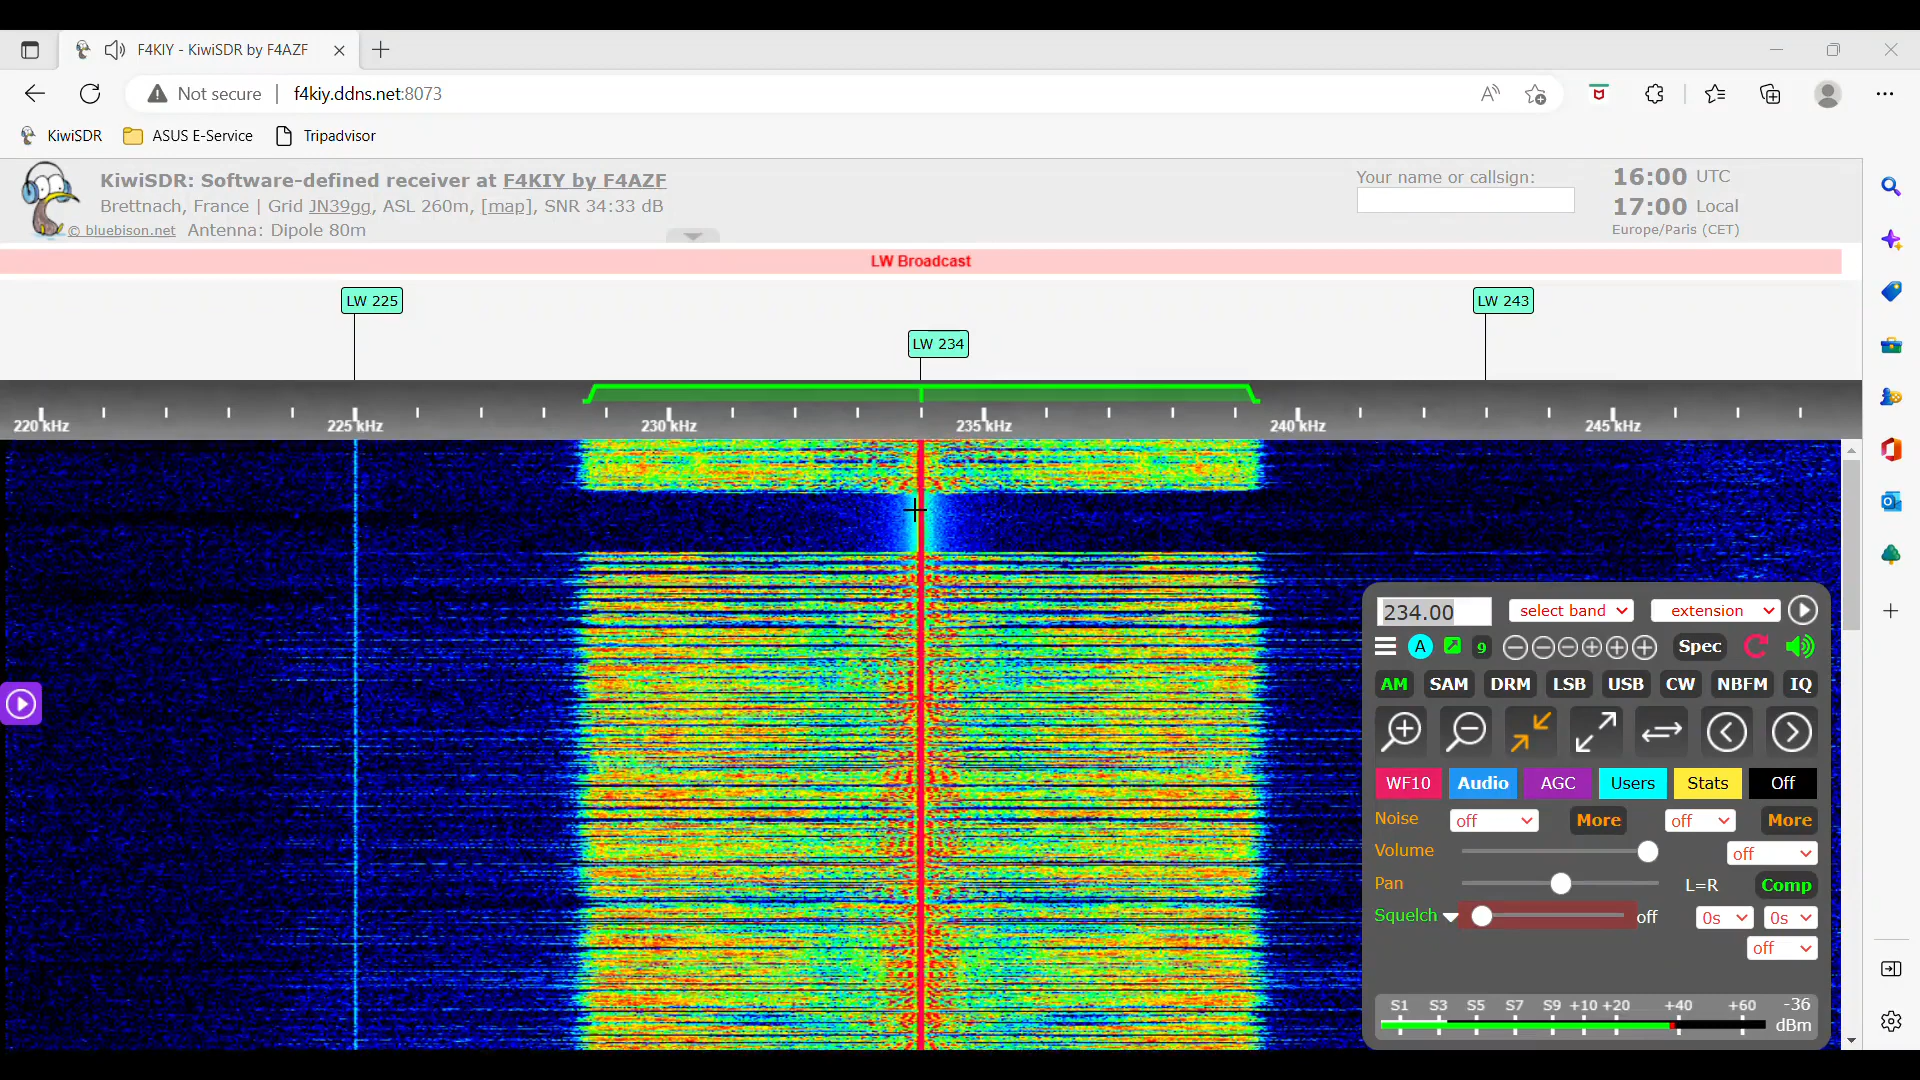 F4KIY - KiwiSDR by F4AZF
Not secure
f4kiy.ddns.net:8073
KiwiSDR
ASUS E-Service
Tripadvisor
KiwiSDR: Software-defined receiver at F4KIY by F4AZF
Brettnach, France | Grid JN39gg, ASL 260m, [map], SNR 34:33 dB
© bluebison.net Antenna: Dipole 80m
Your name or callsign:
16:00 UTC
17:00 Local
Europe/Paris (CET)
LW Broadcast
LW 225
LW 243
LW 234
220 kHz 225 kHz 230 kHz 235 kHz 240 kHz 245 kHz
234.00 select band extension
A 9 Spec
AM SAM DRM LSB USB CW NBFM IQ
WF10 Audio AGC Users Stats Off
Noise off More off More
Volume off
Pan L=R Comp
Squelch off 0s 0s
off
S1 S3 S5 S7 S9 +10 +20 +40 +60 -36
dBm